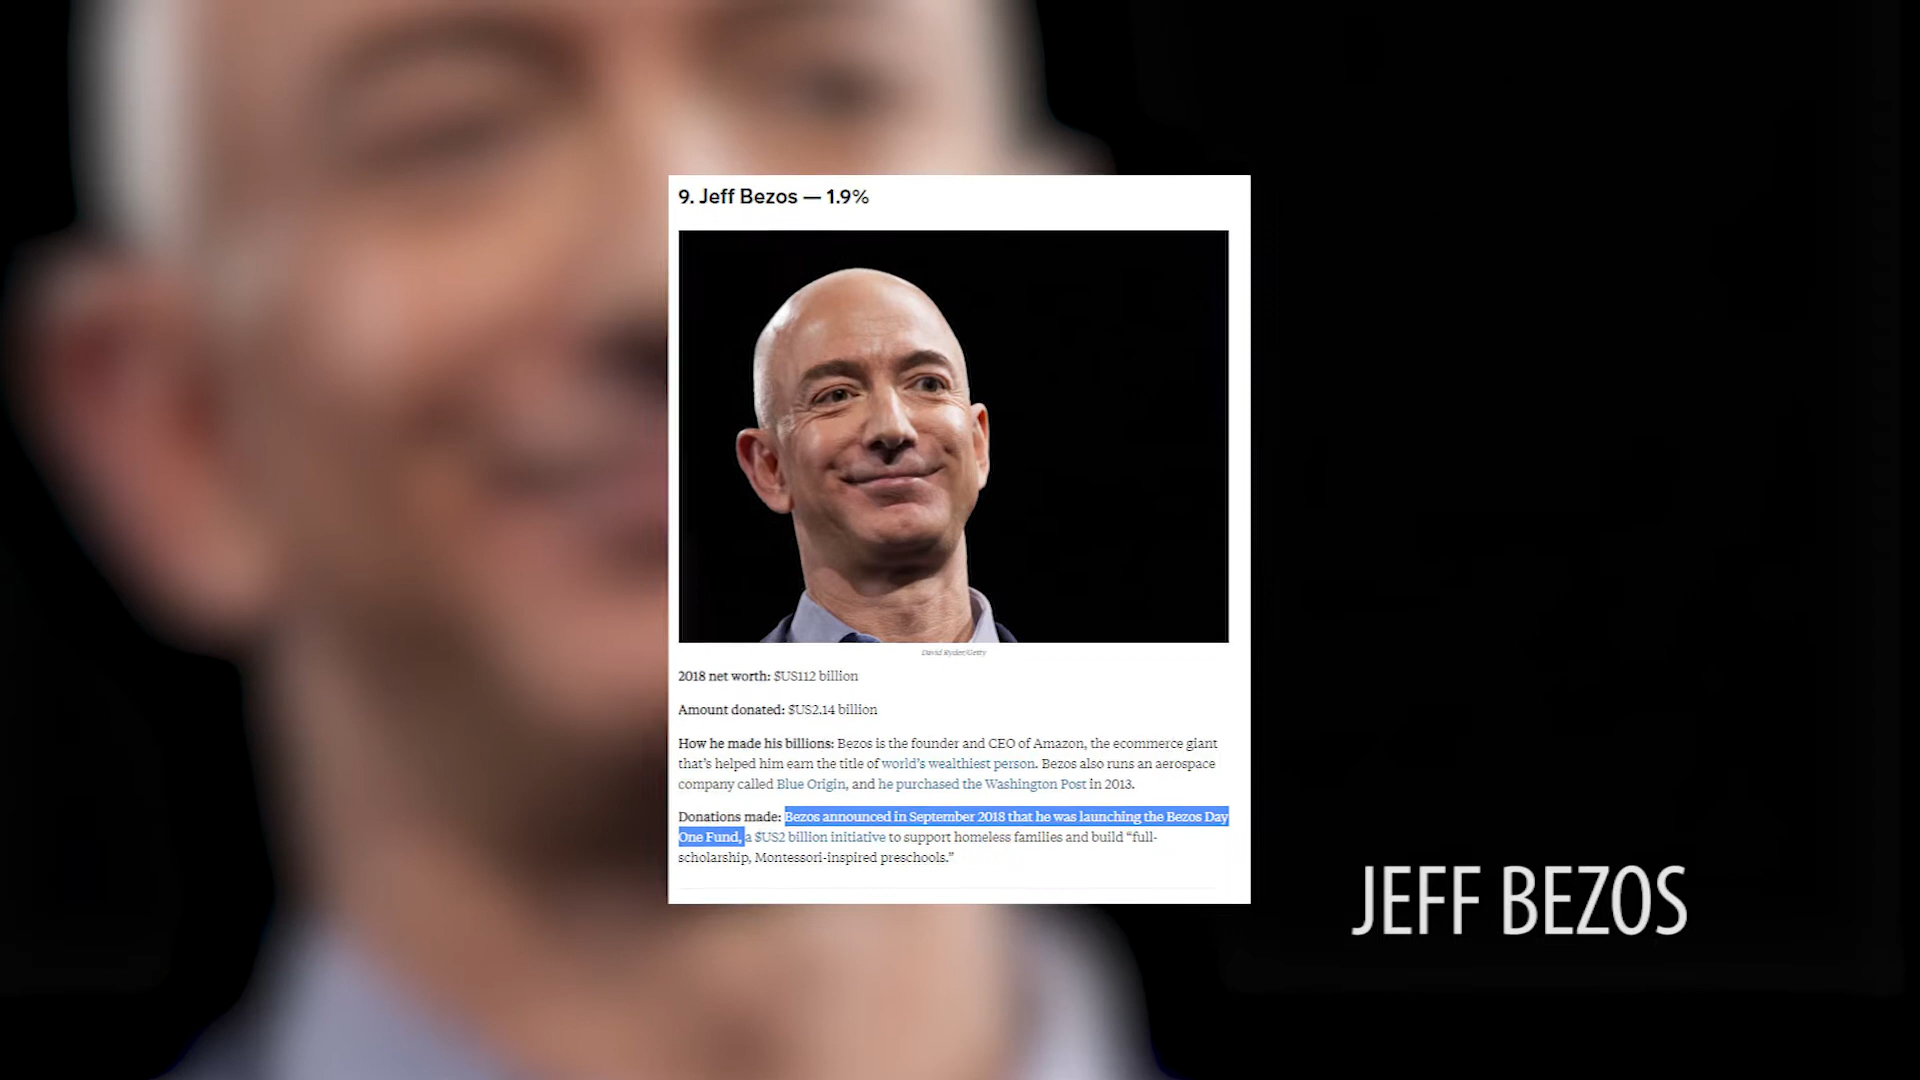 9. Jeff Bezos — 1.9%
David Ryder/Getty
2018 net worth: $US112 billion
Amount donated: $US2.14 billion
How he made his billions: Bezos is the founder and CEO of Amazon, the ecommerce giant
that’s helped him earn the title of world’s wealthiest person. Bezos also runs an aerospace
company called Blue Origin, and he purchased the Washington Post in 2013.
Donations made: Bezos announced in September 2018 that he was launching the Bezos Day
One Fund, a $US2 billion initiative to support homeless families and build “full-
scholarship, Montessori-inspired preschools.”
JEFF BEZOS